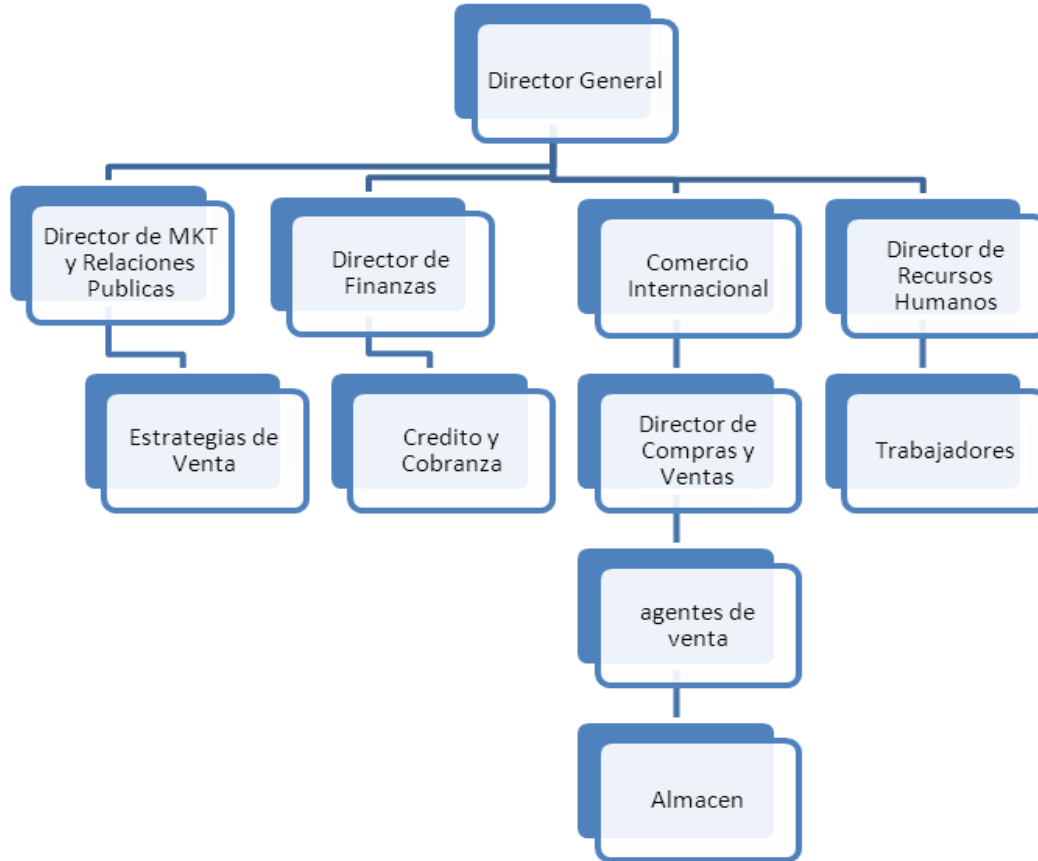 Director General
Director de MKT
y Relaciones
Publicas
Director de
Finanzas
Comercio
Internacional
Director de
Recursos
Humanos
Estrategias de
Venta
Credito y
Cobranza
Director de
Compras y
Ventas
Trabajadores
agentes de
venta
Almacen